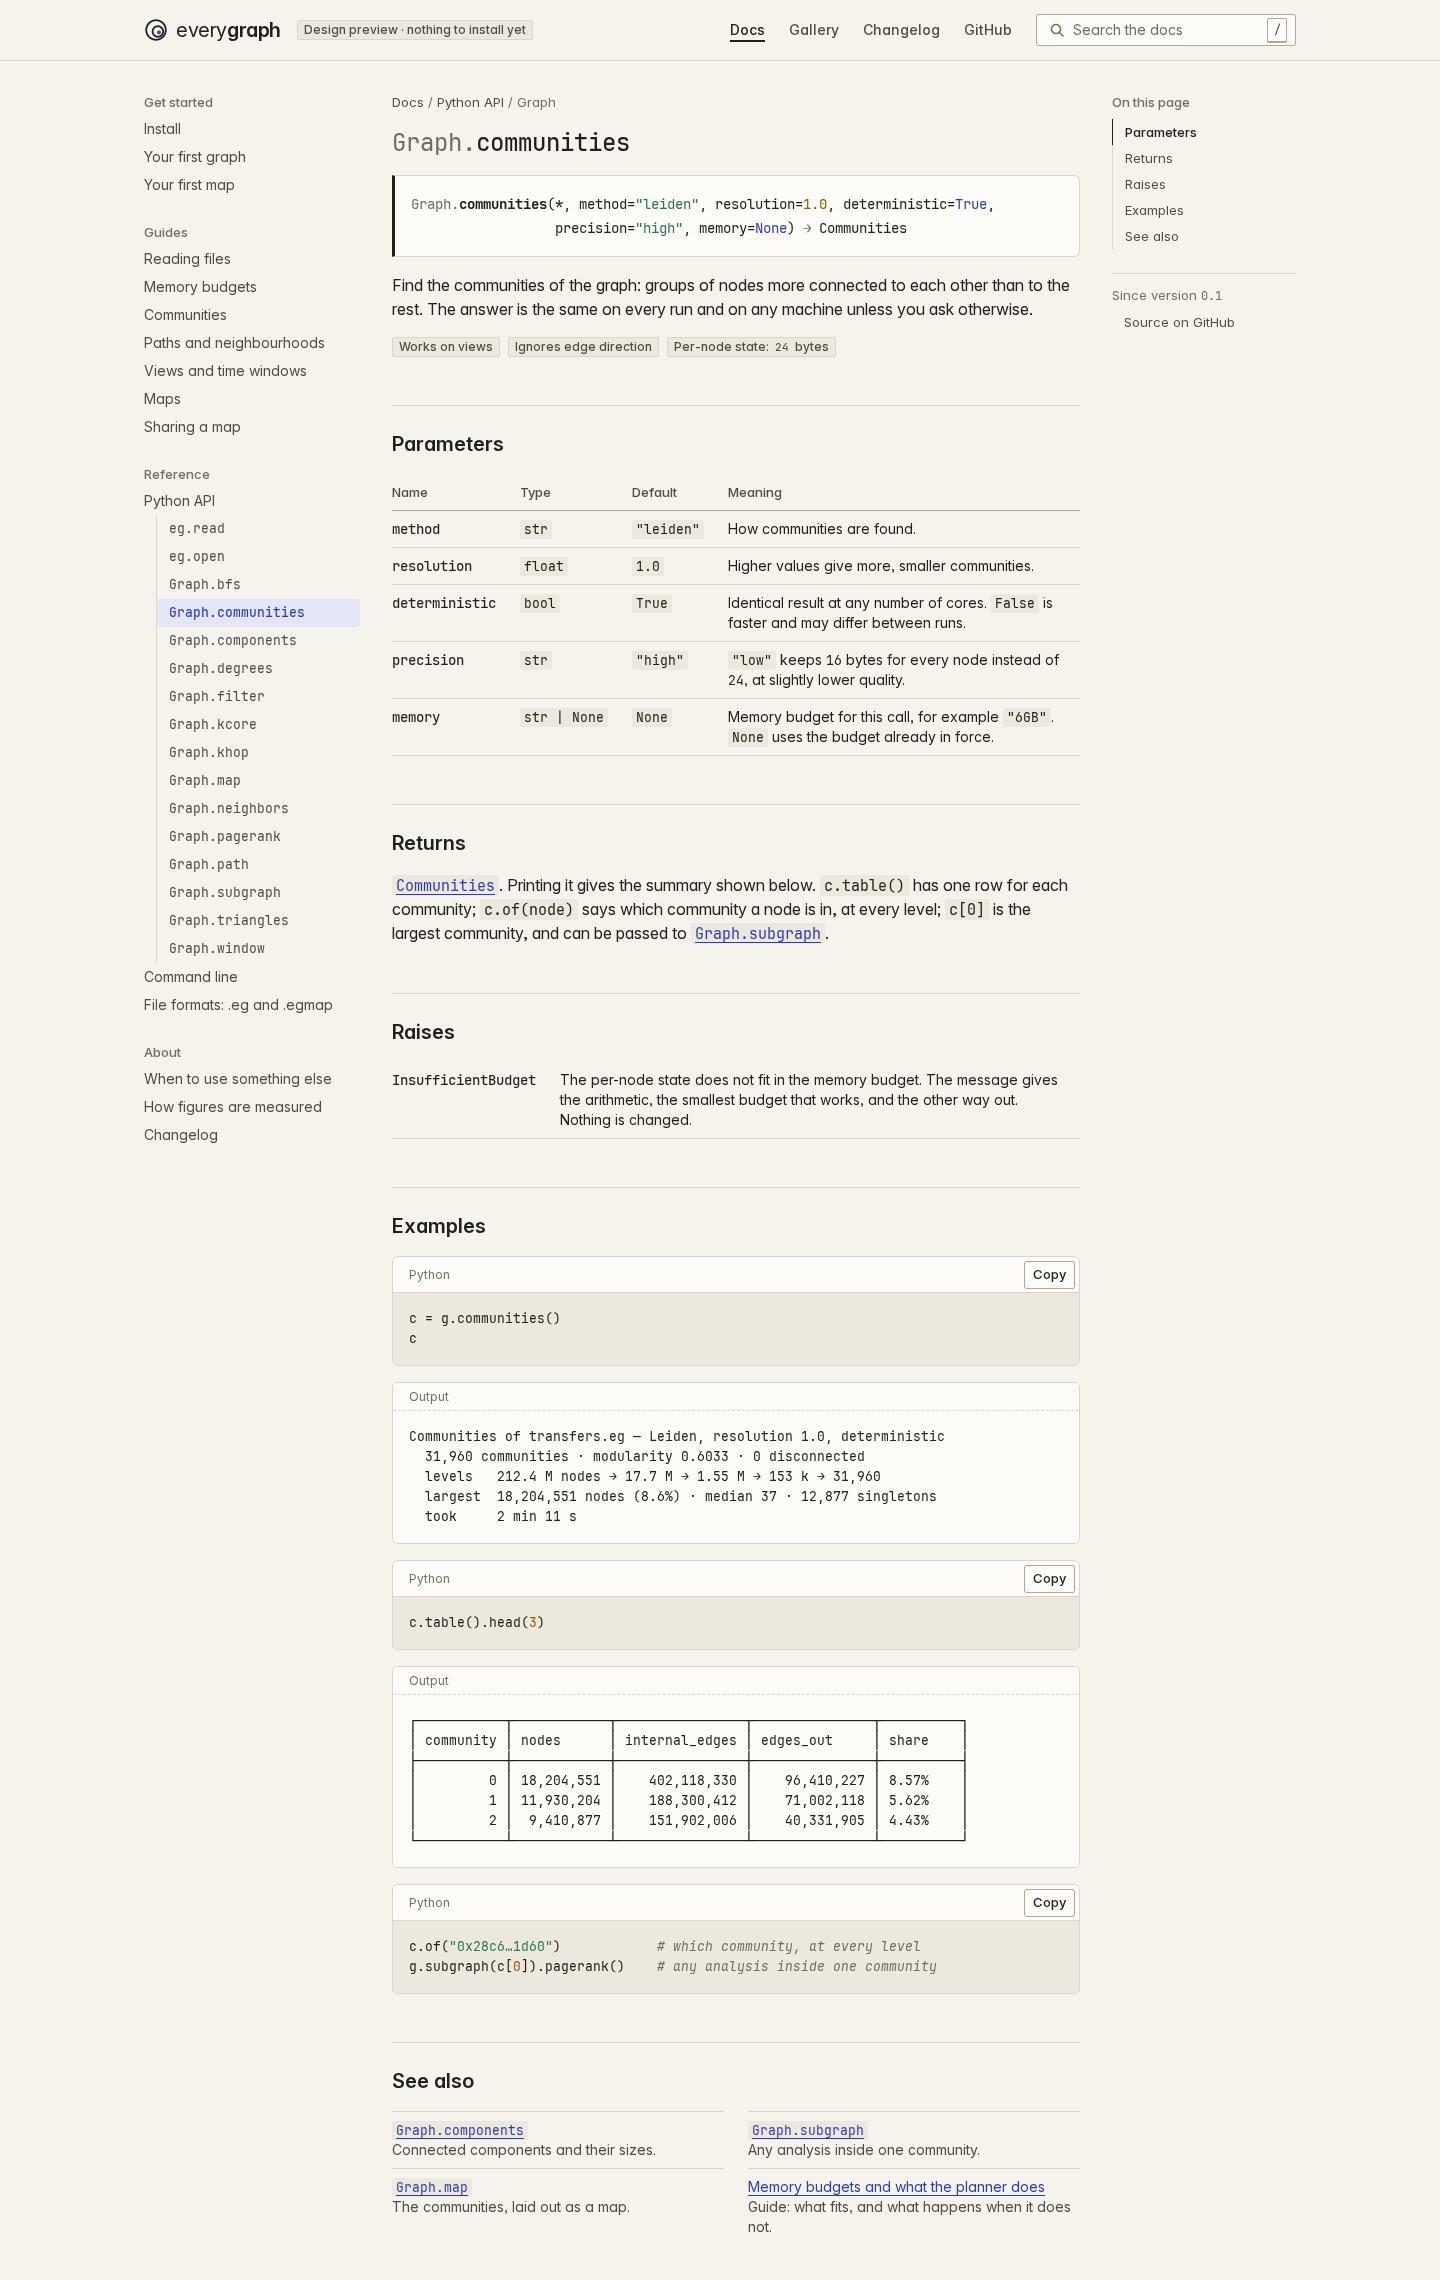 everygraph
Design preview · nothing to install yet
Docs
Gallery
Changelog
GitHub
Search the docs
/
Get started
Install
Your first graph
Your first map
Guides
Reading files
Memory budgets
Communities
Paths and neighbourhoods
Views and time windows
Maps
Sharing a map
Reference
Python API
eg.read
eg.open
Graph.bfs
Graph.communities
Graph.components
Graph.degrees
Graph.filter
Graph.kcore
Graph.khop
Graph.map
Graph.neighbors
Graph.pagerank
Graph.path
Graph.subgraph
Graph.triangles
Graph.window
Command line
File formats: .eg and .egmap
About
When to use something else
How figures are measured
Changelog
Docs / Python API / Graph
Graph.communities
Graph.communities(*, method="leiden", resolution=1.0, deterministic=True,
precision="high", memory=None) → Communities
Find the communities of the graph: groups of nodes more connected to each other than to the
rest. The answer is the same on every run and on any machine unless you ask otherwise.
Works on views
Ignores edge direction
Per-node state: 24 bytes
Parameters
Name Type Default Meaning
method str "leiden" How communities are found.
resolution float 1.0 Higher values give more, smaller communities.
deterministic bool True Identical result at any number of cores. False is
faster and may differ between runs.
precision str "high" "low" keeps 16 bytes for every node instead of
24, at slightly lower quality.
memory str | None None Memory budget for this call, for example "6GB".
None uses the budget already in force.
Returns
Communities. Printing it gives the summary shown below. c.table() has one row for each
community; c.of(node) says which community a node is in, at every level; c[0] is the
largest community, and can be passed to Graph.subgraph.
Raises
InsufficientBudget The per-node state does not fit in the memory budget. The message gives
the arithmetic, the smallest budget that works, and the other way out.
Nothing is changed.
Examples
Python
Copy
c = g.communities()
c
Output
Communities of transfers.eg — Leiden, resolution 1.0, deterministic
31,960 communities · modularity 0.6033 · 0 disconnected
levels 212.4 M nodes → 17.7 M → 1.55 M → 153 k → 31,960
largest 18,204,551 nodes (8.6%) · median 37 · 12,877 singletons
took 2 min 11 s
Python
Copy
c.table().head(3)
Output
community nodes internal_edges edges_out share
0 18,204,551 402,118,330 96,410,227 8.57%
1 11,930,204 188,300,412 71,002,118 5.62%
2 9,410,877 151,902,006 40,331,905 4.43%
Python
Copy
c.of("0x28c6…1d60") # which community, at every level
g.subgraph(c[0]).pagerank() # any analysis inside one community
See also
Graph.components
Connected components and their sizes.
Graph.subgraph
Any analysis inside one community.
Graph.map
The communities, laid out as a map.
Memory budgets and what the planner does
Guide: what fits, and what happens when it does
not.
On this page
Parameters
Returns
Raises
Examples
See also
Since version 0.1
Source on GitHub